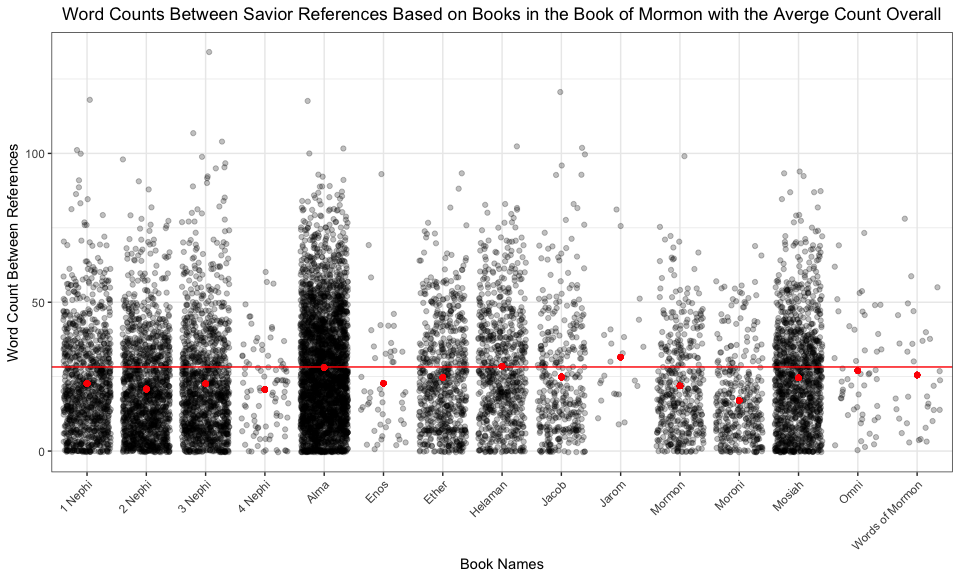 Word Counts Between Savior References Based on Books in the Book of Mormon with the Averge Count Overall
Word Count Between References
100
50
0
1 Nephi
2 Nephi
3 Nephi
4 Nephi
Alma
Enos
Ether
Helaman
Jacob
Jarom
Mormon
Moroni
Mosiah
Omni
Words of Mormon
Book Names